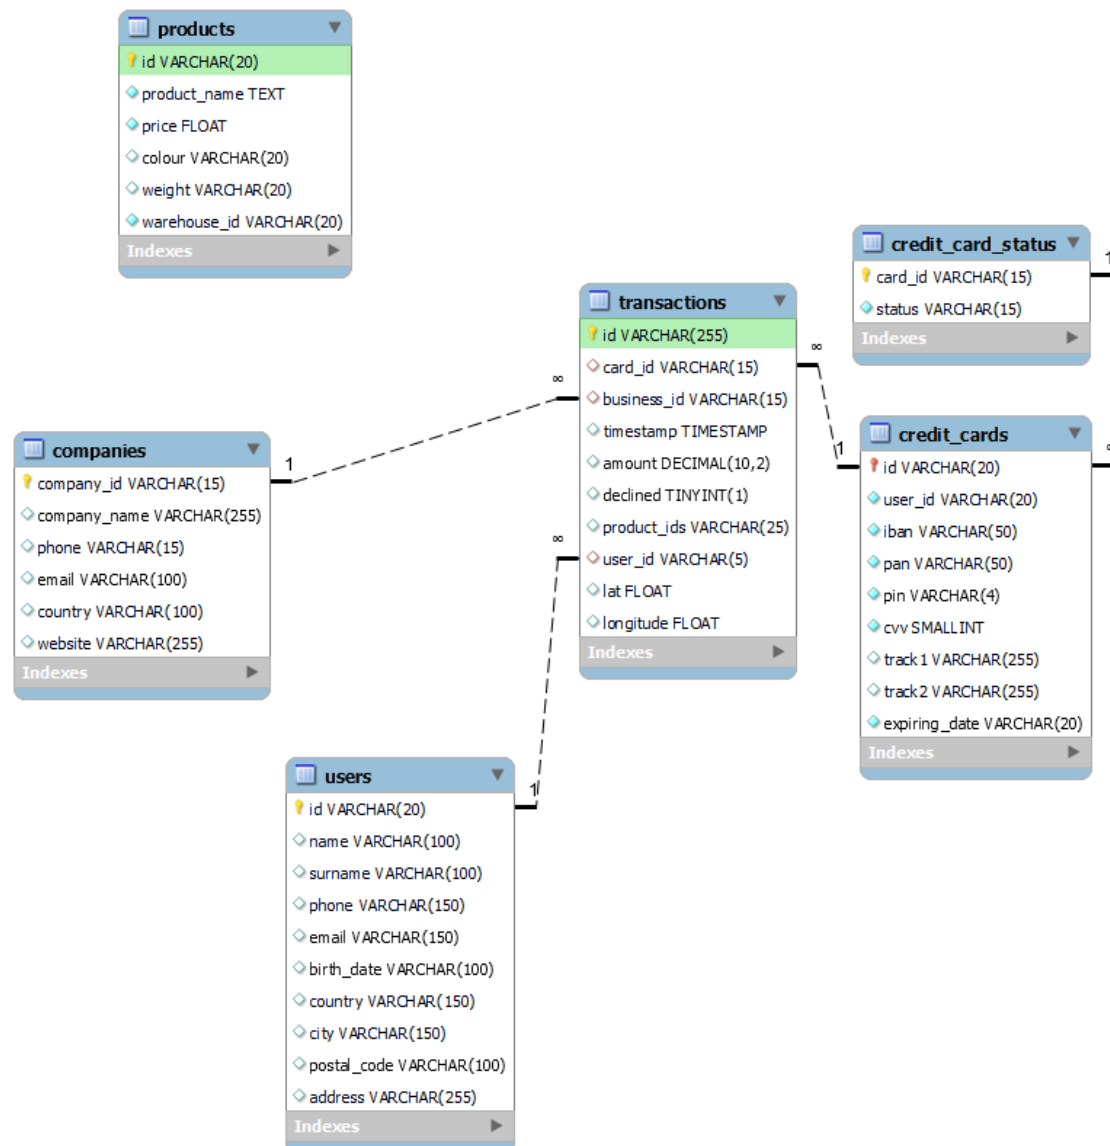 products
id VARCHAR(20)
product_name TEXT
price FLOAT
colour VARCHAR(20)
weight VARCHAR(20)
warehouse_id VARCHAR(20)
Indexes
credit_card_status
card_id VARCHAR(15)
status VARCHAR(15)
Indexes
1
transactions
id VARCHAR(255)
card_id VARCHAR(15)
business_id VARCHAR(15)
timestamp TIMESTAMP
amount DECIMAL(10,2)
declined TINYINT(1)
product_ids VARCHAR(25)
user_id VARCHAR(5)
lat FLOAT
longitude FLOAT
Indexes
∞
∞
∞
1
credit_cards
id VARCHAR(20)
user_id VARCHAR(20)
iban VARCHAR(50)
pan VARCHAR(50)
pin VARCHAR(4)
cvv SMALLINT
track1 VARCHAR(255)
track2 VARCHAR(255)
expiring_date VARCHAR(20)
Indexes
∞
companies
company_id VARCHAR(15)
company_name VARCHAR(255)
phone VARCHAR(15)
email VARCHAR(100)
country VARCHAR(100)
website VARCHAR(255)
Indexes
1
users
id VARCHAR(20)
name VARCHAR(100)
surname VARCHAR(100)
phone VARCHAR(150)
email VARCHAR(150)
birth_date VARCHAR(100)
country VARCHAR(150)
city VARCHAR(150)
postal_code VARCHAR(100)
address VARCHAR(255)
Indexes
1